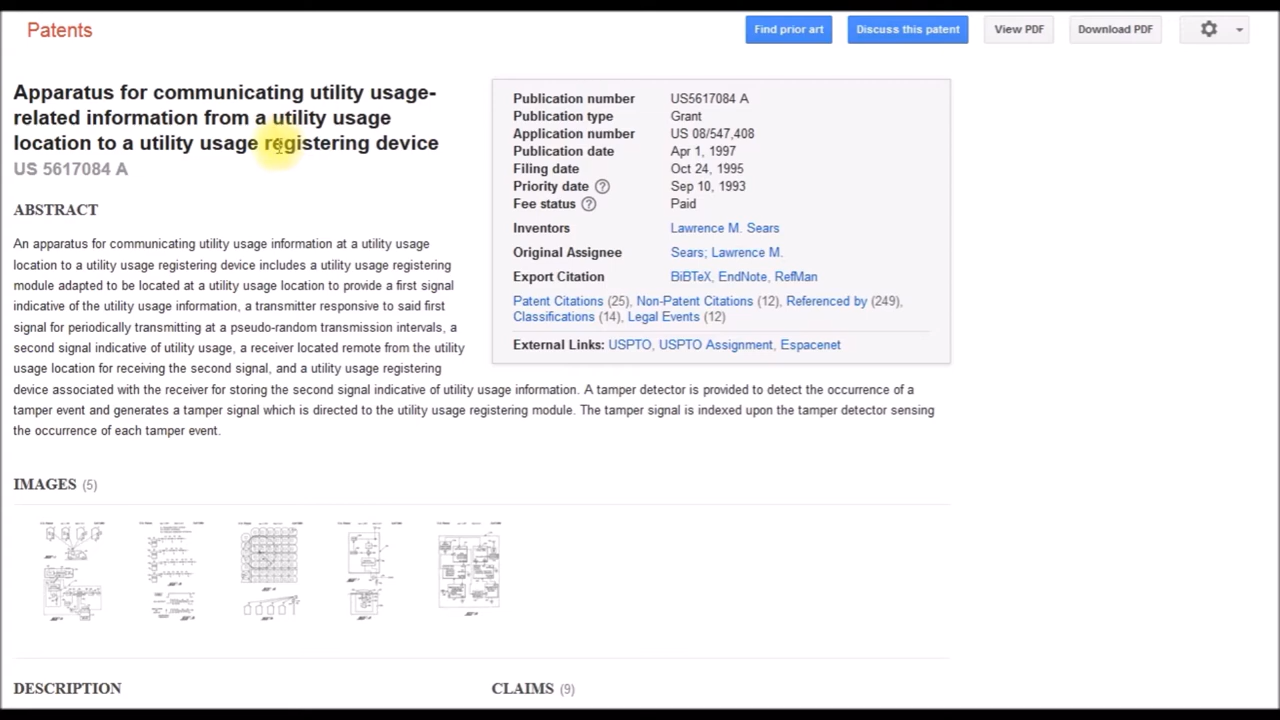 Patents
Find prior art
Discuss this patent
View PDF
Download PDF
Apparatus for communicating utility usage-
related information from a utility usage
location to a utility usage registering device
US 5617084 A
Publication number US5617084 A
Publication type Grant
Application number US 08/547,408
Publication date Apr 1, 1997
Filing date Oct 24, 1995
Priority date ? Sep 10, 1993
Fee status ? Paid
Inventors Lawrence M. Sears
Original Assignee Sears; Lawrence M.
Export Citation BiBTeX, EndNote, RefMan
Patent Citations (25), Non-Patent Citations (12), Referenced by (249),
Classifications (14), Legal Events (12)
External Links: USPTO, USPTO Assignment, Espacenet
ABSTRACT
An apparatus for communicating utility usage information at a utility usage
location to a utility usage registering device includes a utility usage registering
module adapted to be located at a utility usage location to provide a first signal
indicative of the utility usage information, a transmitter responsive to said first
signal for periodically transmitting at a pseudo-random transmission intervals, a
second signal indicative of utility usage, a receiver located remote from the utility
usage location for receiving the second signal, and a utility usage registering
device associated with the receiver for storing the second signal indicative of utility usage information. A tamper detector is provided to detect the occurrence of a
tamper event and generates a tamper signal which is directed to the utility usage registering module. The tamper signal is indexed upon the tamper detector sensing
the occurrence of each tamper event.
IMAGES (5)
DESCRIPTION
CLAIMS (9)